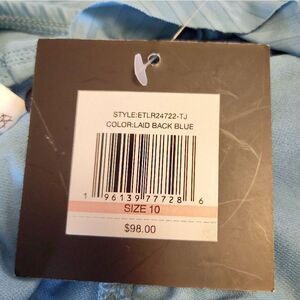 STYLE:ETLR24722-TJ
COLOR:LAID BACK BLUE
1 96139 77728 6
SIZE 10
$98.00